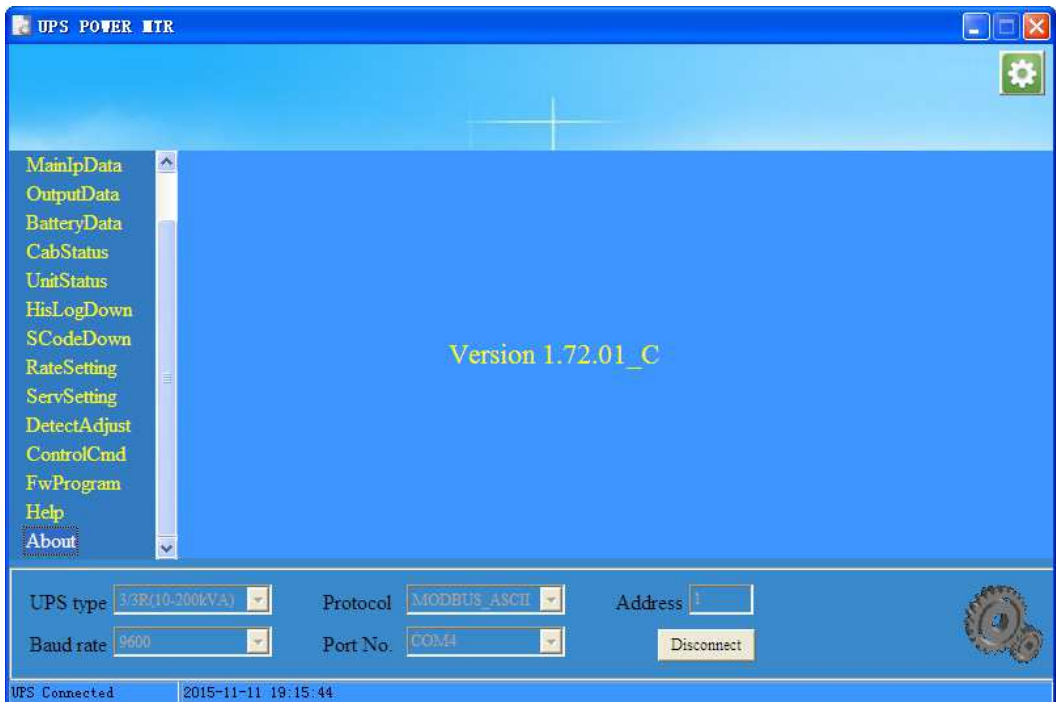 UPS POWER MTR
MainIpData
OutputData
BatteryData
CabStatus
UnitStatus
HisLogDown
SCodeDown
RateSetting
ServSetting
DetectAdjust
ControlCmd
FwProgram
Help
About
Version 1.72.01_C
UPS type 3/3R(10-200kVA) Protocol MODBUS_ASCII Address 1
Baud rate 9600 Port No. COM4 Disconnect
UPS Connected 2015-11-11 19:15:44